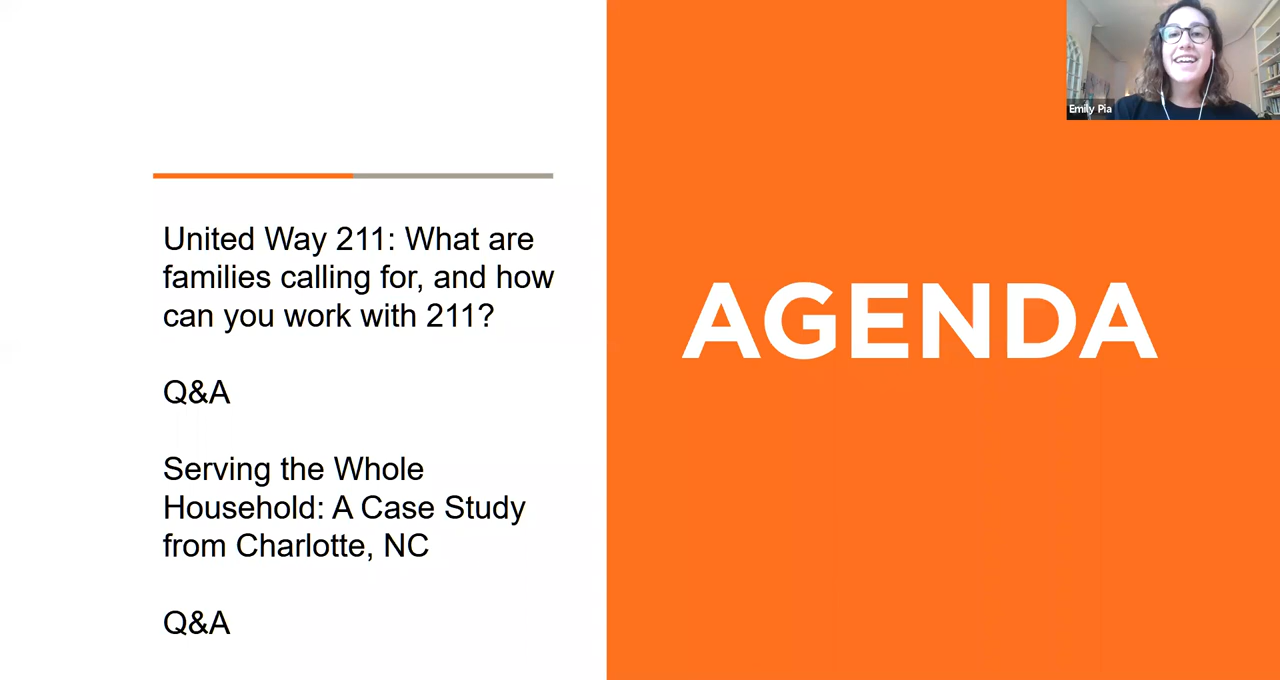 United Way 211: What are
families calling for, and how
can you work with 211?
Q&A
Serving the Whole
Household: A Case Study
from Charlotte, NC
Q&A
AGENDA
Emily Pia